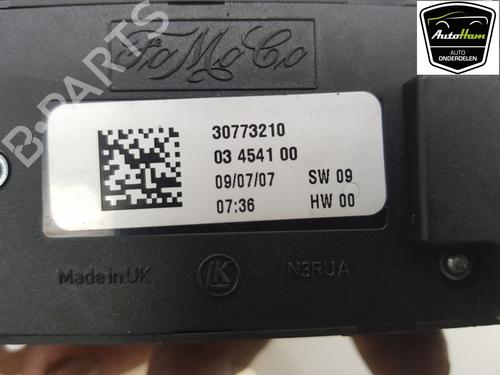 FoMoCo
AutoHam
AUTO
ONDERDELEN
B-PARTS
30773210
03 4541 00
09/07/07 SW 09
07:36 HW 00
Made in UK LK N3RUA